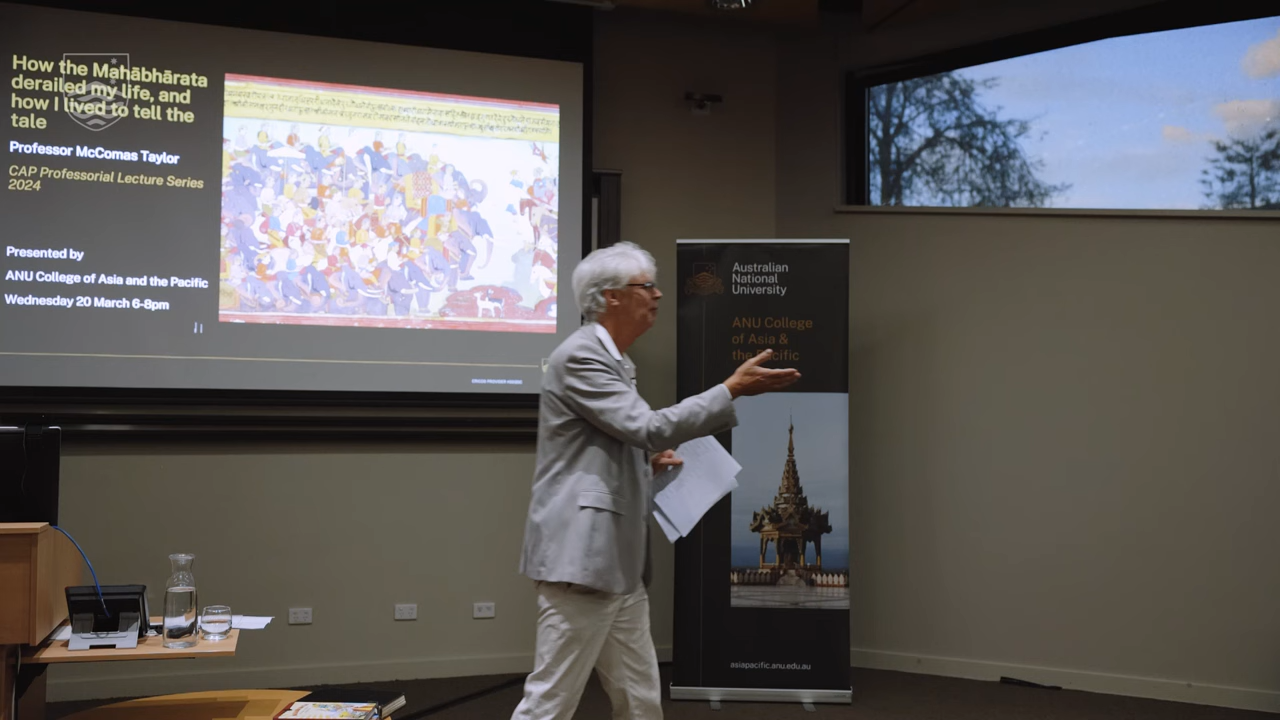 How the Mahābhārata
derailed my life, and
how I lived to tell the
tale
Professor McComas Taylor
CAP Professorial Lecture Series
2024
Presented by
ANU College of Asia and the Pacific
Wednesday 20 March 6-8pm
Australian
National
University
ANU College
of Asia &
the Pacific
asiapacific.anu.edu.au